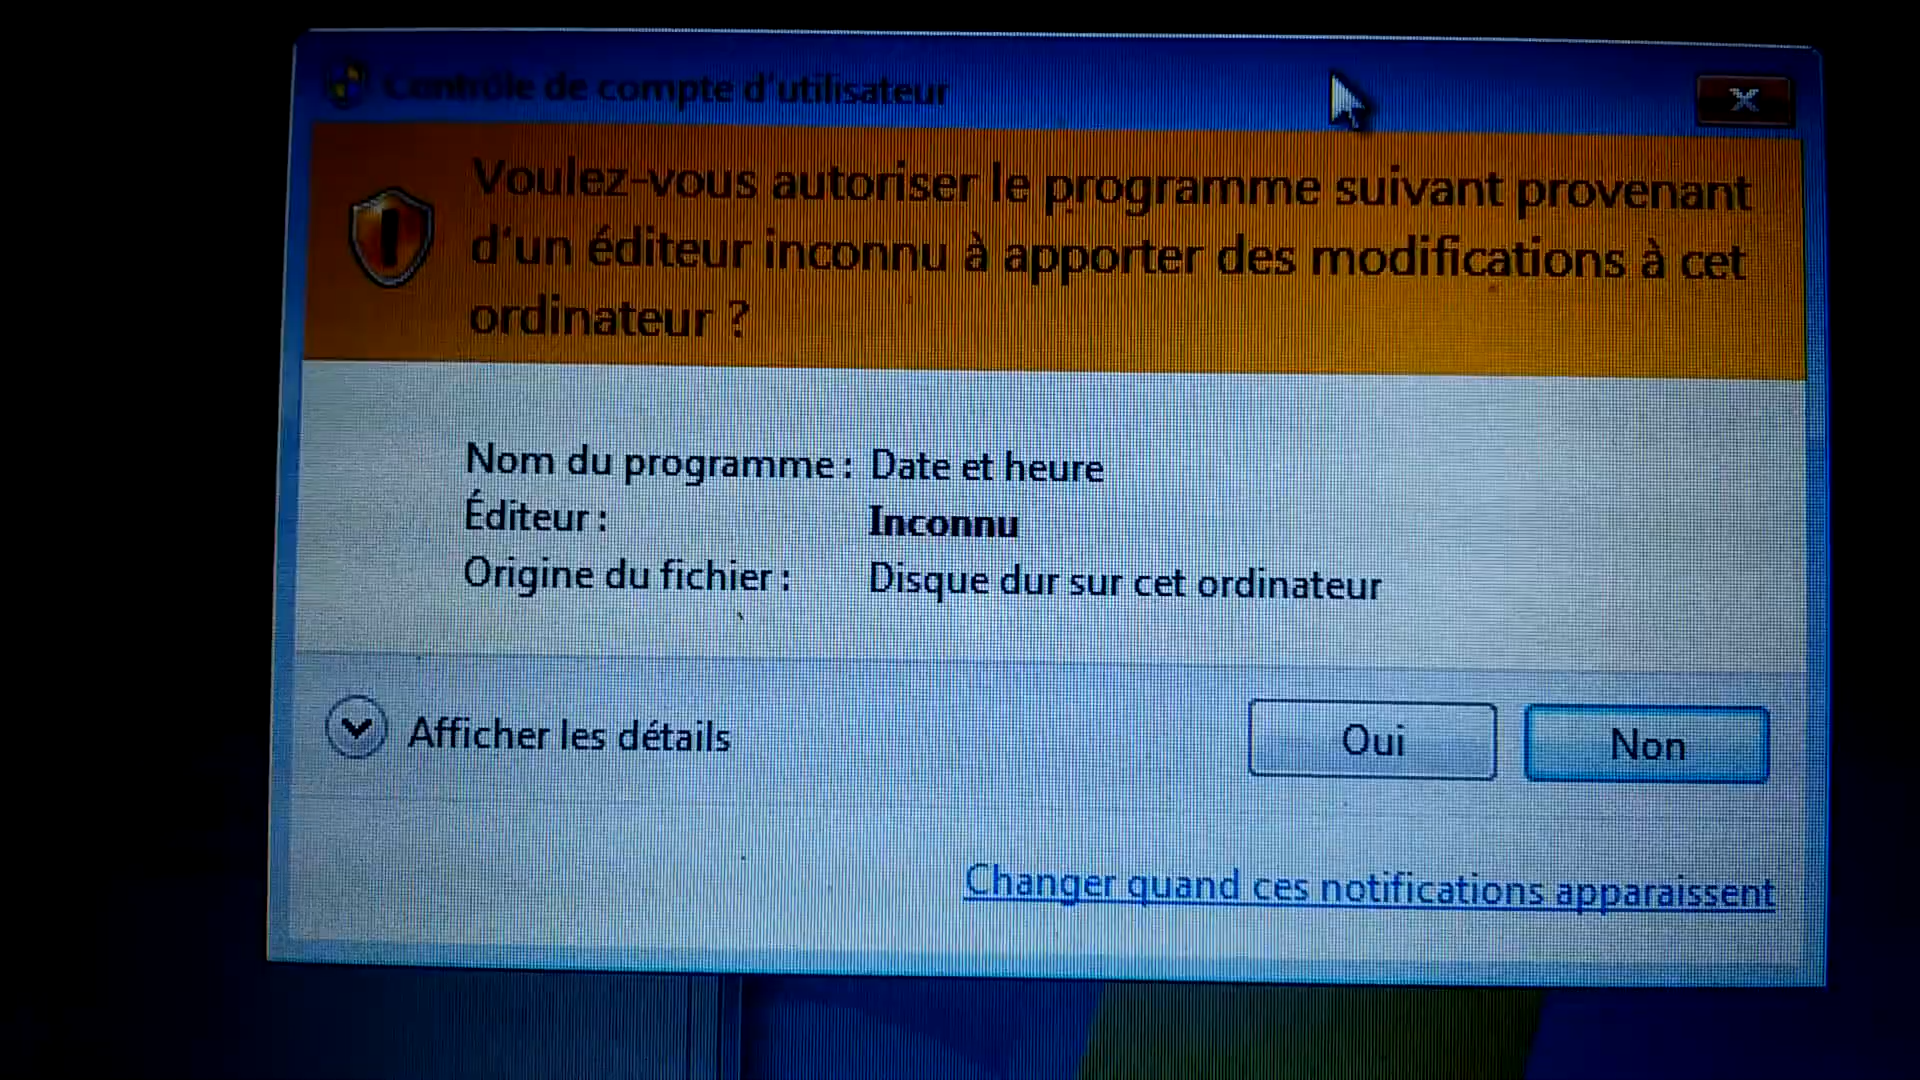 Contrôle de compte d'utilisateur
Voulez-vous autoriser le programme suivant provenant
d'un éditeur inconnu à apporter des modifications à cet
ordinateur ?
Nom du programme : Date et heure
Éditeur : Inconnu
Origine du fichier : Disque dur sur cet ordinateur
Afficher les détails Oui Non
Changer quand ces notifications apparaissent